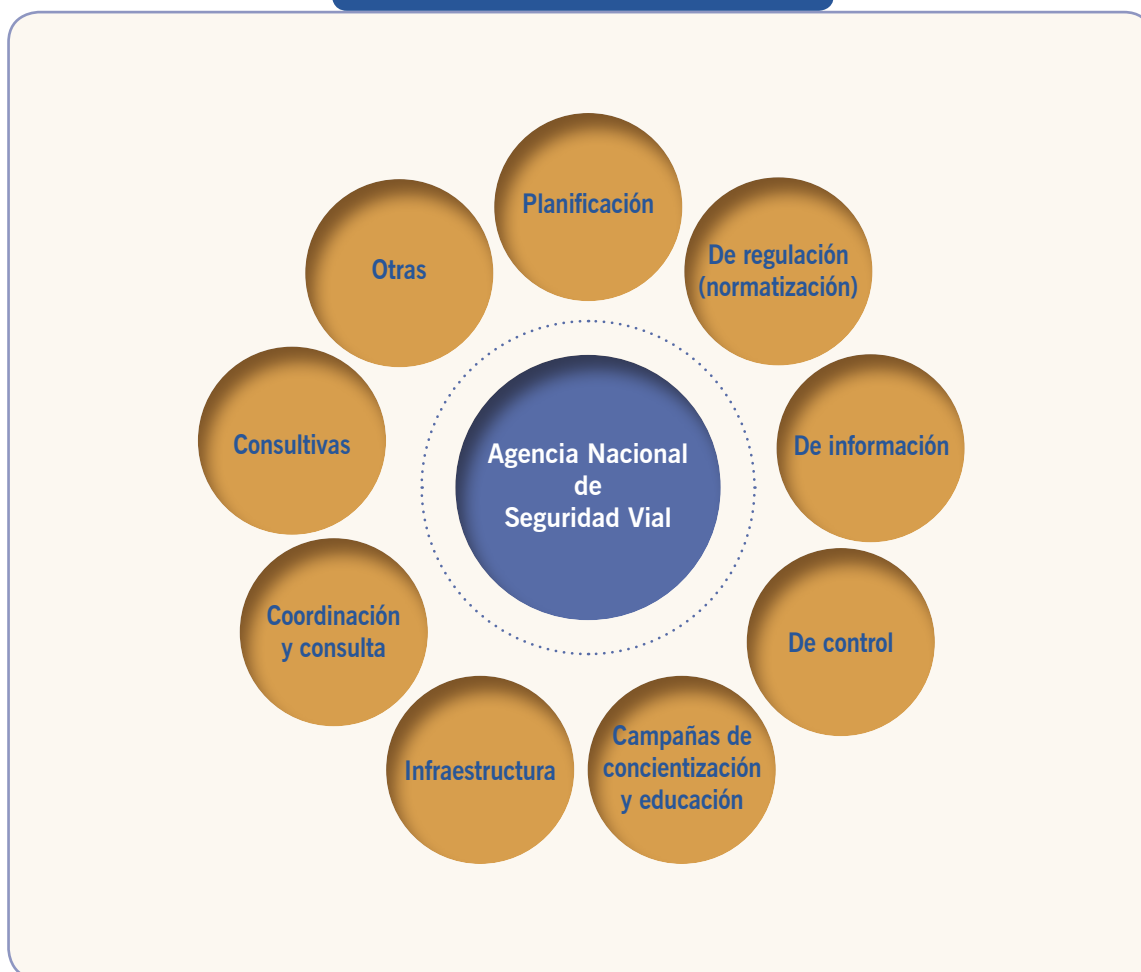 Planificación
De regulación
(normatización)
De información
De control
Campañas de
concientización
y educación
Infraestructura
Coordinación
y consulta
Consultivas
Otras
Agencia Nacional
de
Seguridad Vial